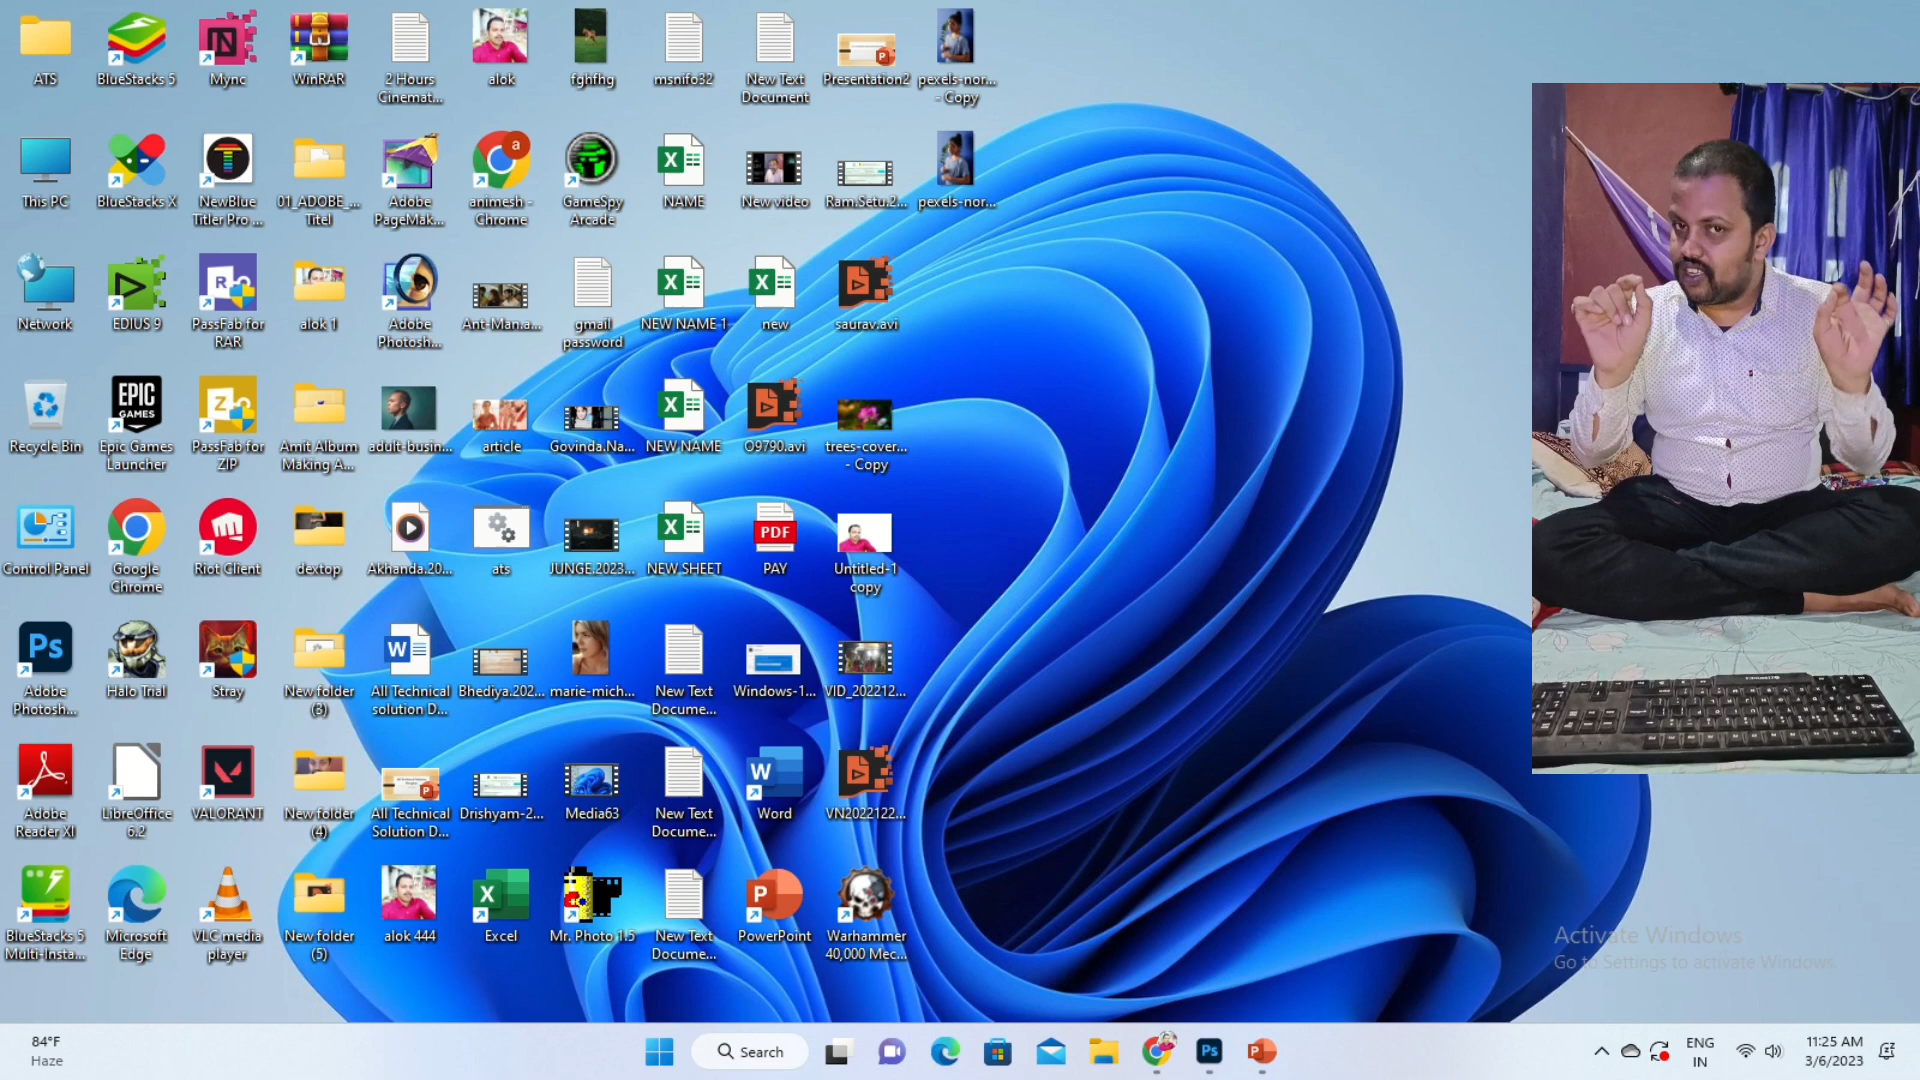 ATS
BlueStacks 5
Mync
WinRAR
2 Hours
Cinemat...
alok
fghfhg
msnifo32
New Text
Document
Presentation2
pexels-nor...
- Copy
This PC
BlueStacks X
NewBlue
Titler Pro ...
01_ADOBE_...
Titel
Adobe
PageMak...
animesh -
Chrome
GameSpy
Arcade
NAME
New video
Ram.Setu.2...
pexels-nor...
Network
EDIUS 9
PassFab for
RAR
alok 1
Adobe
Photosh...
Ant-Man.a...
gmail
password
NEW NAME 1
new
saurav.avi
EPIC
GAMES
Recycle Bin
Epic Games
Launcher
PassFab for
ZIP
Amit Album
Making A...
adult-busin...
article
Govinda.Na...
NEW NAME
O9790.avi
trees-cover...
- Copy
PDF
Control Panel
Google
Chrome
Riot Client
dextop
Akhanda.20...
ats
JUNGE.2023...
NEW SHEET
PAY
Untitled-1
copy
Ps
Adobe
Photosh...
Halo Trial
Stray
New folder
(3)
All Technical
solution D...
Bhediya.202...
marie-mich...
New Text
Docume...
Windows-1...
VID_202212...
Adobe
Reader XI
LibreOffice
6.2
VALORANT
New folder
(4)
All Technical
Solution D...
Drishyam-2...
Media63
New Text
Docume...
Word
VN2022122...
BlueStacks 5
Multi-Insta...
Microsoft
Edge
VLC media
player
New folder
(5)
alok 444
Excel
Mr. Photo 1.5
New Text
Docume...
PowerPoint
Warhammer
40,000 Mec...
Activate Windows
Go to Settings to activate Windows.
84°F
Haze
Search
ENG
IN
11:25 AM
3/6/2023